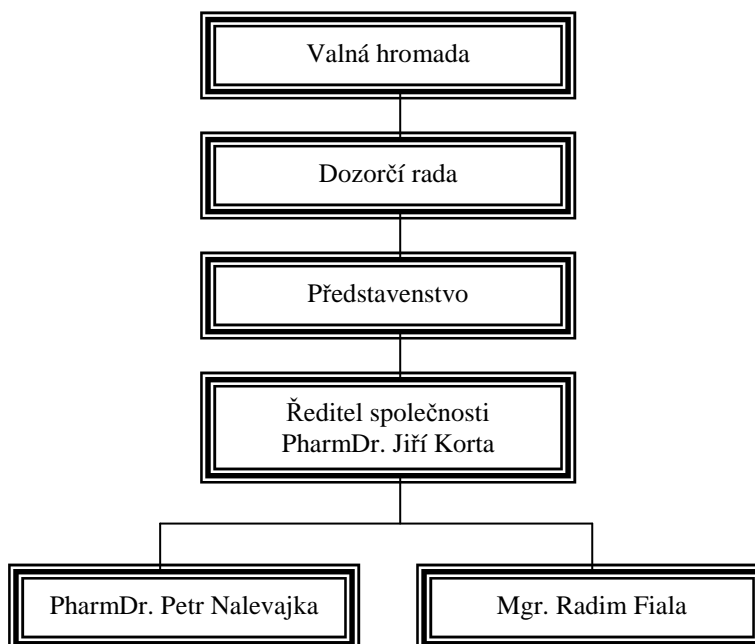 Valná hromada
Dozorčí rada
Představenstvo
Ředitel společnosti
PharmDr. Jiří Korta
PharmDr. Petr Nalevajka
Mgr. Radim Fiala